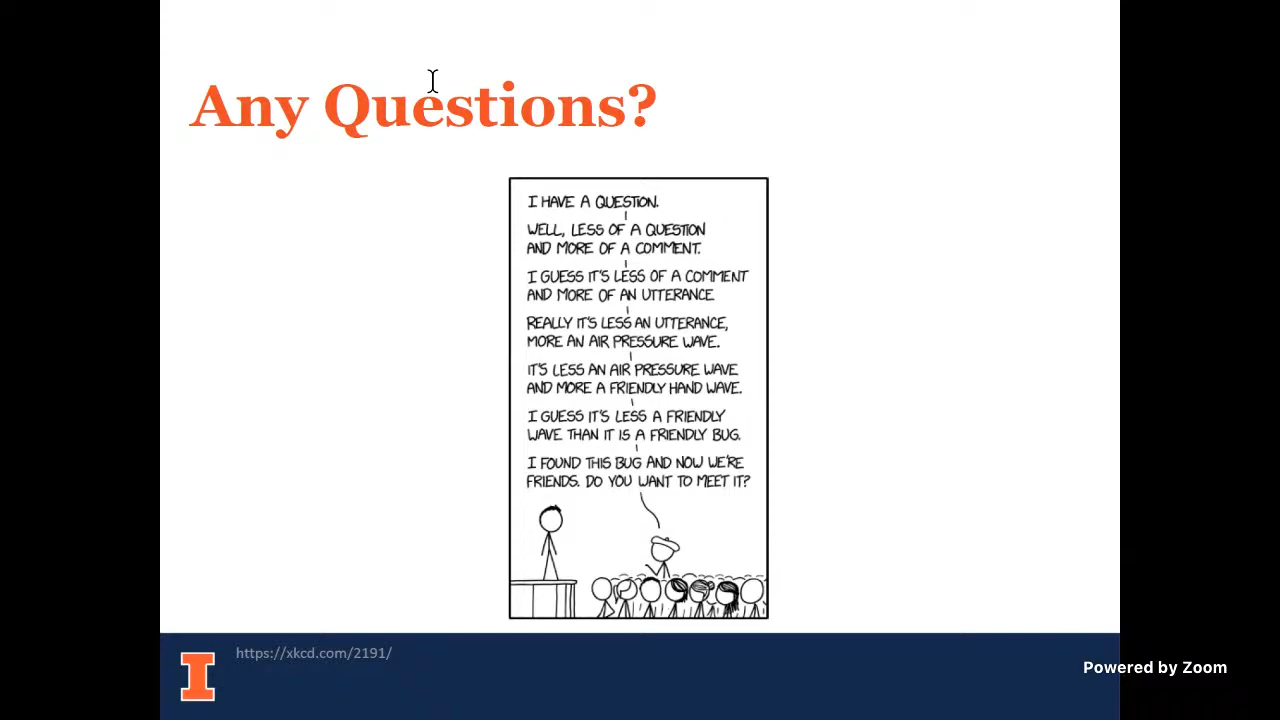 Any Questions?
I HAVE A QUESTION.
WELL, LESS OF A QUESTION
AND MORE OF A COMMENT.
I GUESS IT'S LESS OF A COMMENT
AND MORE OF AN UTTERANCE
REALLY IT'S LESS AN UTTERANCE,
MORE AN AIR PRESSURE WAVE.
IT'S LESS AN AIR PRESSURE WAVE
AND MORE A FRIENDLY HAND WAVE.
I GUESS IT'S LESS A FRIENDLY
WAVE THAN IT IS A FRIENDLY BUG.
I FOUND THIS BUG AND NOW WE'RE
FRIENDS. DO YOU WANT TO MEET IT?
https://xkcd.com/2191/
Powered by Zoom